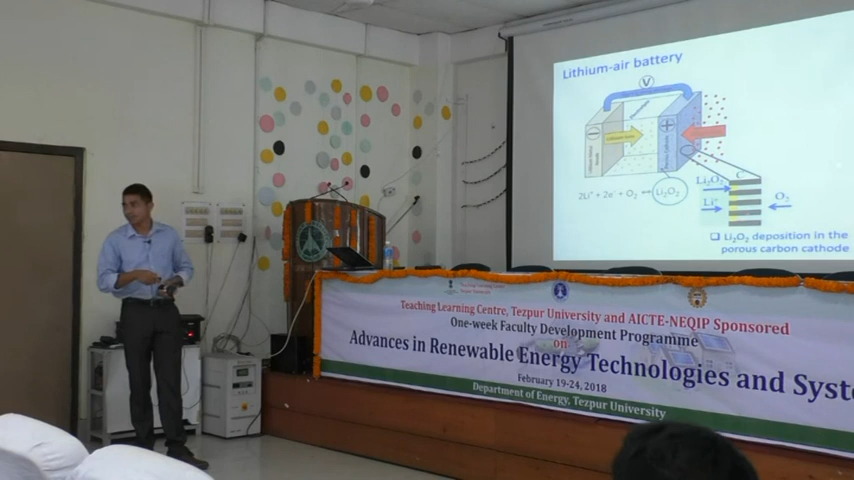 Lithium-air battery
V
2Li⁺ + 2e⁻ + O₂ ↔ Li₂O₂
Li₂O₂
C
Li⁺
O₂
❑ Li₂O₂ deposition in the
porous carbon cathode
Teaching Learning Centre, Tezpur University and AICTE-NEQIP Sponsored
One-week Faculty Development Programme
on
Advances in Renewable Energy Technologies and Syste
February 19-24, 2018
Department of Energy, Tezpur University